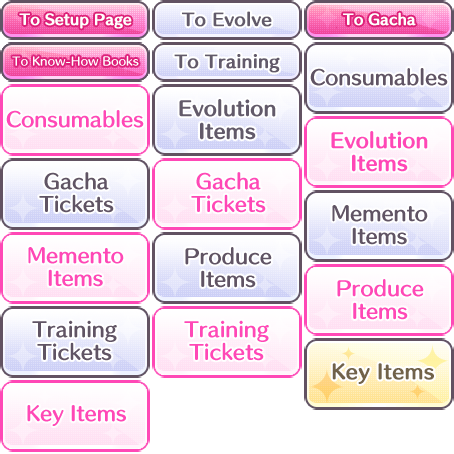 To Setup Page
To Know-How Books
Consumables
Gacha
Tickets
Memento
Items
Training
Tickets
Key Items
To Evolve
To Training
Evolution
Items
Gacha
Tickets
Produce
Items
Training
Tickets
To Gacha
Consumables
Evolution
Items
Memento
Items
Produce
Items
Key Items